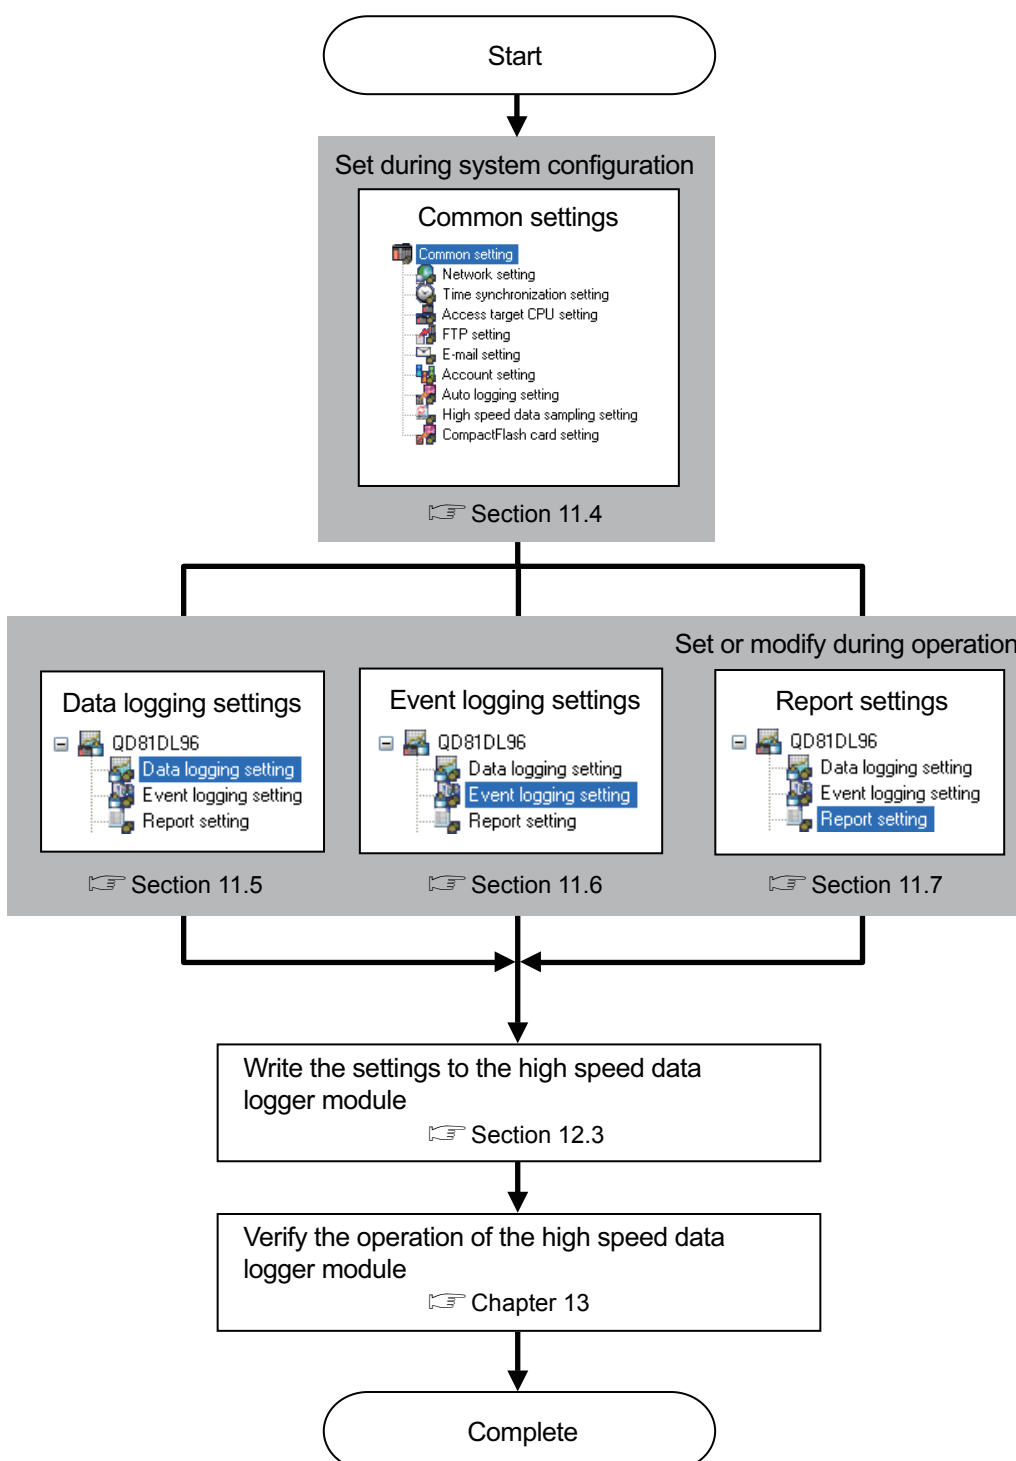 Start
Set during system configuration
Common settings
Common setting
Network setting
Time synchronization setting
Access target CPU setting
FTP setting
E-mail setting
Account setting
Auto logging setting
High speed data sampling setting
CompactFlash card setting
☞ Section 11.4
Set or modify during operation
Data logging settings
QD81DL96
Data logging setting
Event logging setting
Report setting
☞ Section 11.5
Event logging settings
QD81DL96
Data logging setting
Event logging setting
Report setting
☞ Section 11.6
Report settings
QD81DL96
Data logging setting
Event logging setting
Report setting
☞ Section 11.7
Write the settings to the high speed data
logger module
☞ Section 12.3
Verify the operation of the high speed data
logger module
☞ Chapter 13
Complete